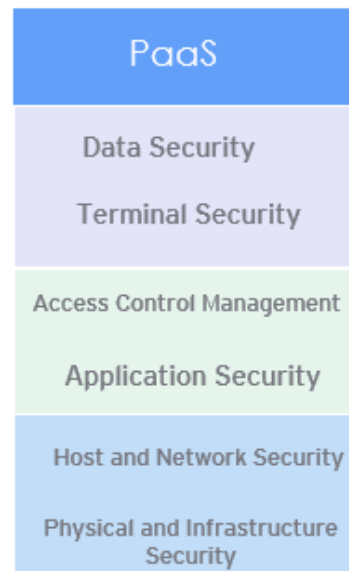 PaaS
Data Security
Terminal Security
Access Control Management
Application Security
Host and Network Security
Physical and Infrastructure
Security